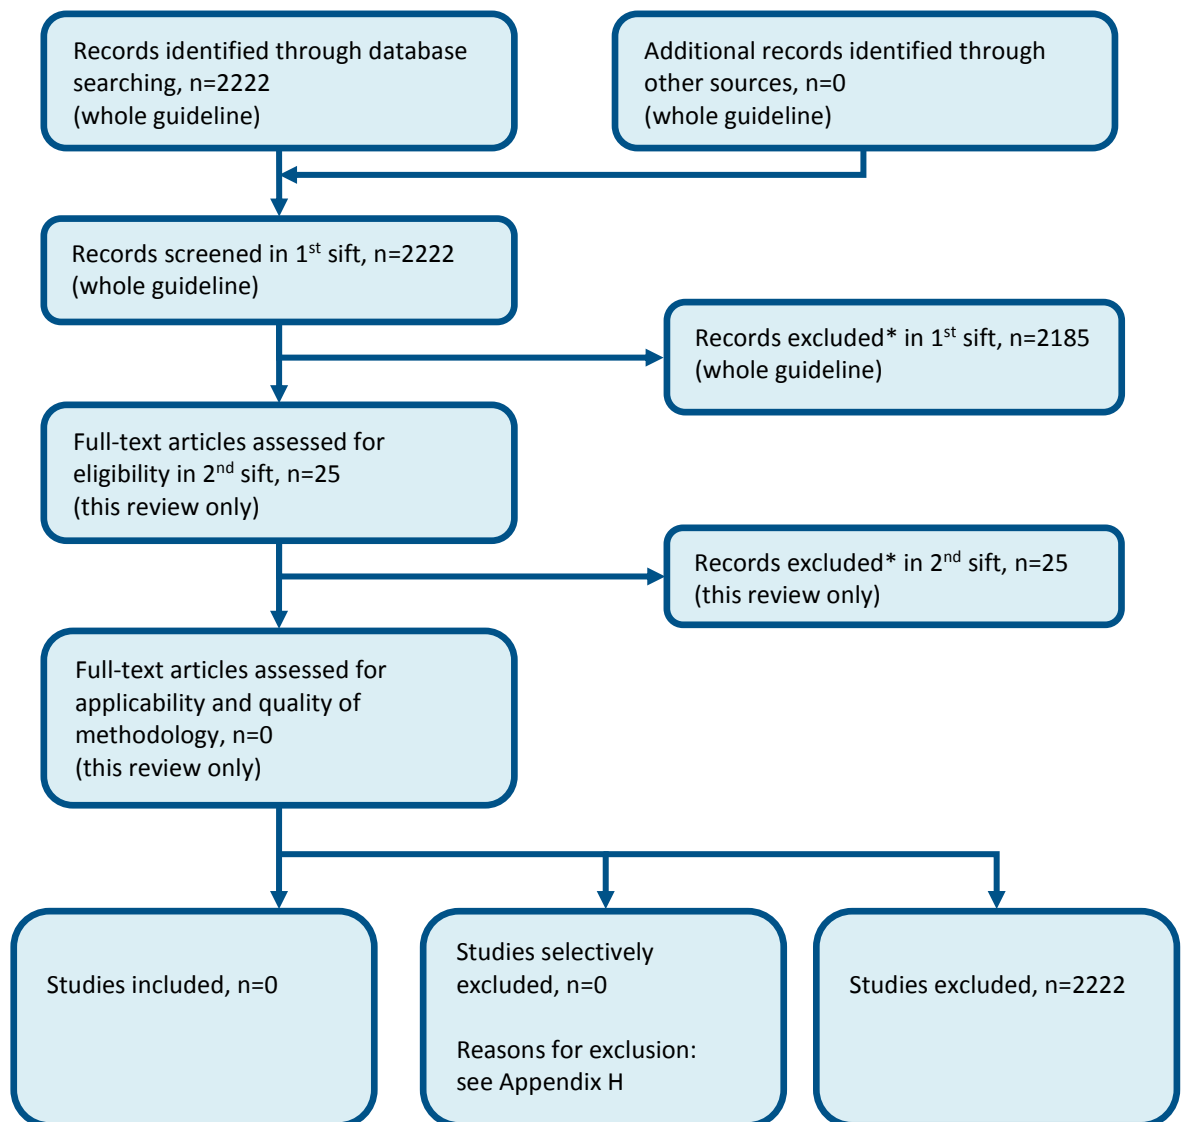 Records identified through database
searching, n=2222
(whole guideline)
Additional records identified through
other sources, n=0
(whole guideline)
Records screened in 1st sift, n=2222
(whole guideline)
Records excluded* in 1st sift, n=2185
(whole guideline)
Full-text articles assessed for
eligibility in 2nd sift, n=25
(this review only)
Records excluded* in 2nd sift, n=25
(this review only)
Full-text articles assessed for
applicability and quality of
methodology, n=0
(this review only)
Studies included, n=0
Studies selectively
excluded, n=0
Reasons for exclusion:
see Appendix H
Studies excluded, n=2222